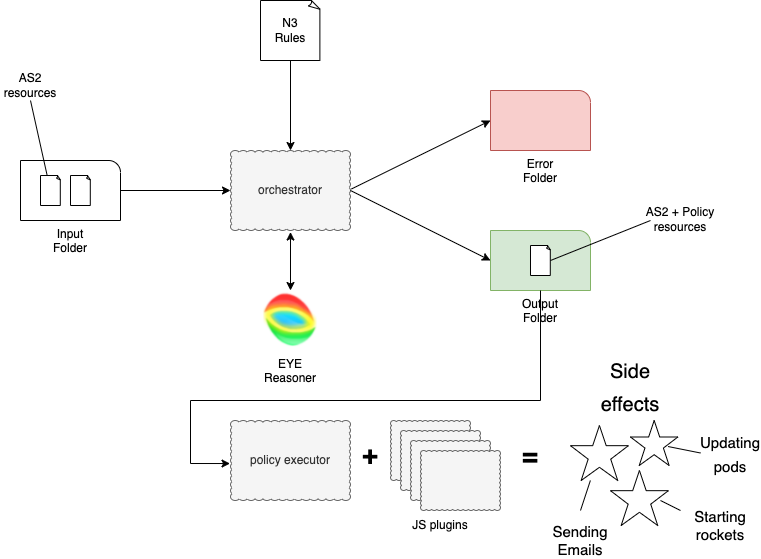 N3
Rules
AS2
resources
orchestrator
Error
Folder
Input
Folder
AS2 + Policy
resources
Output
Folder
EYE
Reasoner
Side
effects
policy executor
+
=
JS plugins
Updating
pods
Sending
Emails
Starting
rockets